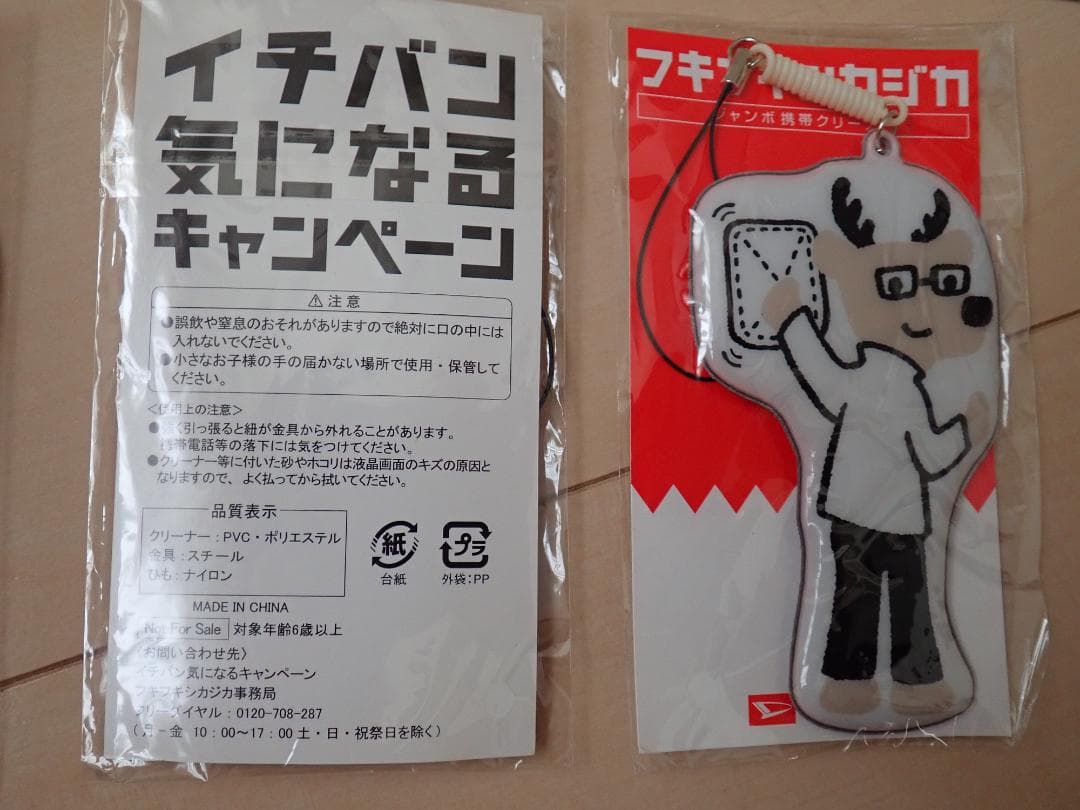 イチバン
気になる
キャンペーン
⚠注意
●誤飲や窒息のおそれがありますので絶対に口の中には
入れないでください。
●小さなお子様の手の届かない場所で使用・保管して
ください。
＜使用上の注意＞
●強く引っ張ると紐が金具から外れることがあります。
携帯電話等の落下には気をつけてください。
●クリーナー等に付いた砂やホコリは液晶画面のキズの原因と
なりますので、よく払ってから拭いてください。
品質表示
クリーナー：PVC・ポリエステル
金具：スチール
ひも：ナイロン
紙
台紙
プラ
外袋：PP
MADE IN CHINA
Not For Sale 対象年齢6歳以上
〈お問い合わせ先〉
イチバン気になるキャンペーン
フキフキシカジカ事務局
フリーダイヤル：0120-708-287
（月－金 10：00～17：00 土・日・祝祭日を除く）
フキフキシカジカ
ジャンボ携帯クリ